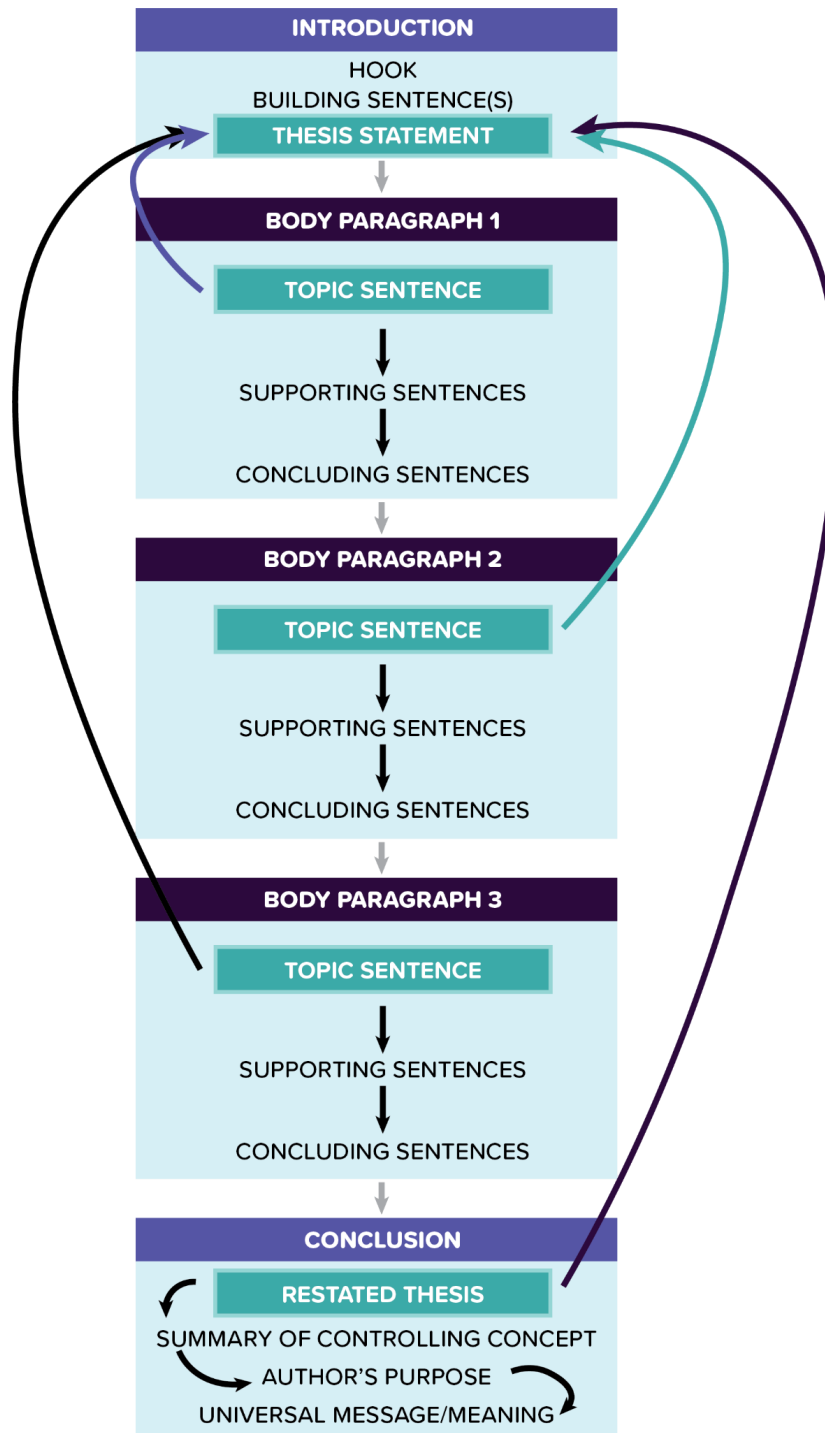 INTRODUCTION
HOOK
BUILDING SENTENCE(S)
THESIS STATEMENT
BODY PARAGRAPH 1
TOPIC SENTENCE
SUPPORTING SENTENCES
CONCLUDING SENTENCES
BODY PARAGRAPH 2
TOPIC SENTENCE
SUPPORTING SENTENCES
CONCLUDING SENTENCES
BODY PARAGRAPH 3
TOPIC SENTENCE
SUPPORTING SENTENCES
CONCLUDING SENTENCES
CONCLUSION
RESTATED THESIS
SUMMARY OF CONTROLLING CONCEPT
AUTHOR'S PURPOSE
UNIVERSAL MESSAGE/MEANING